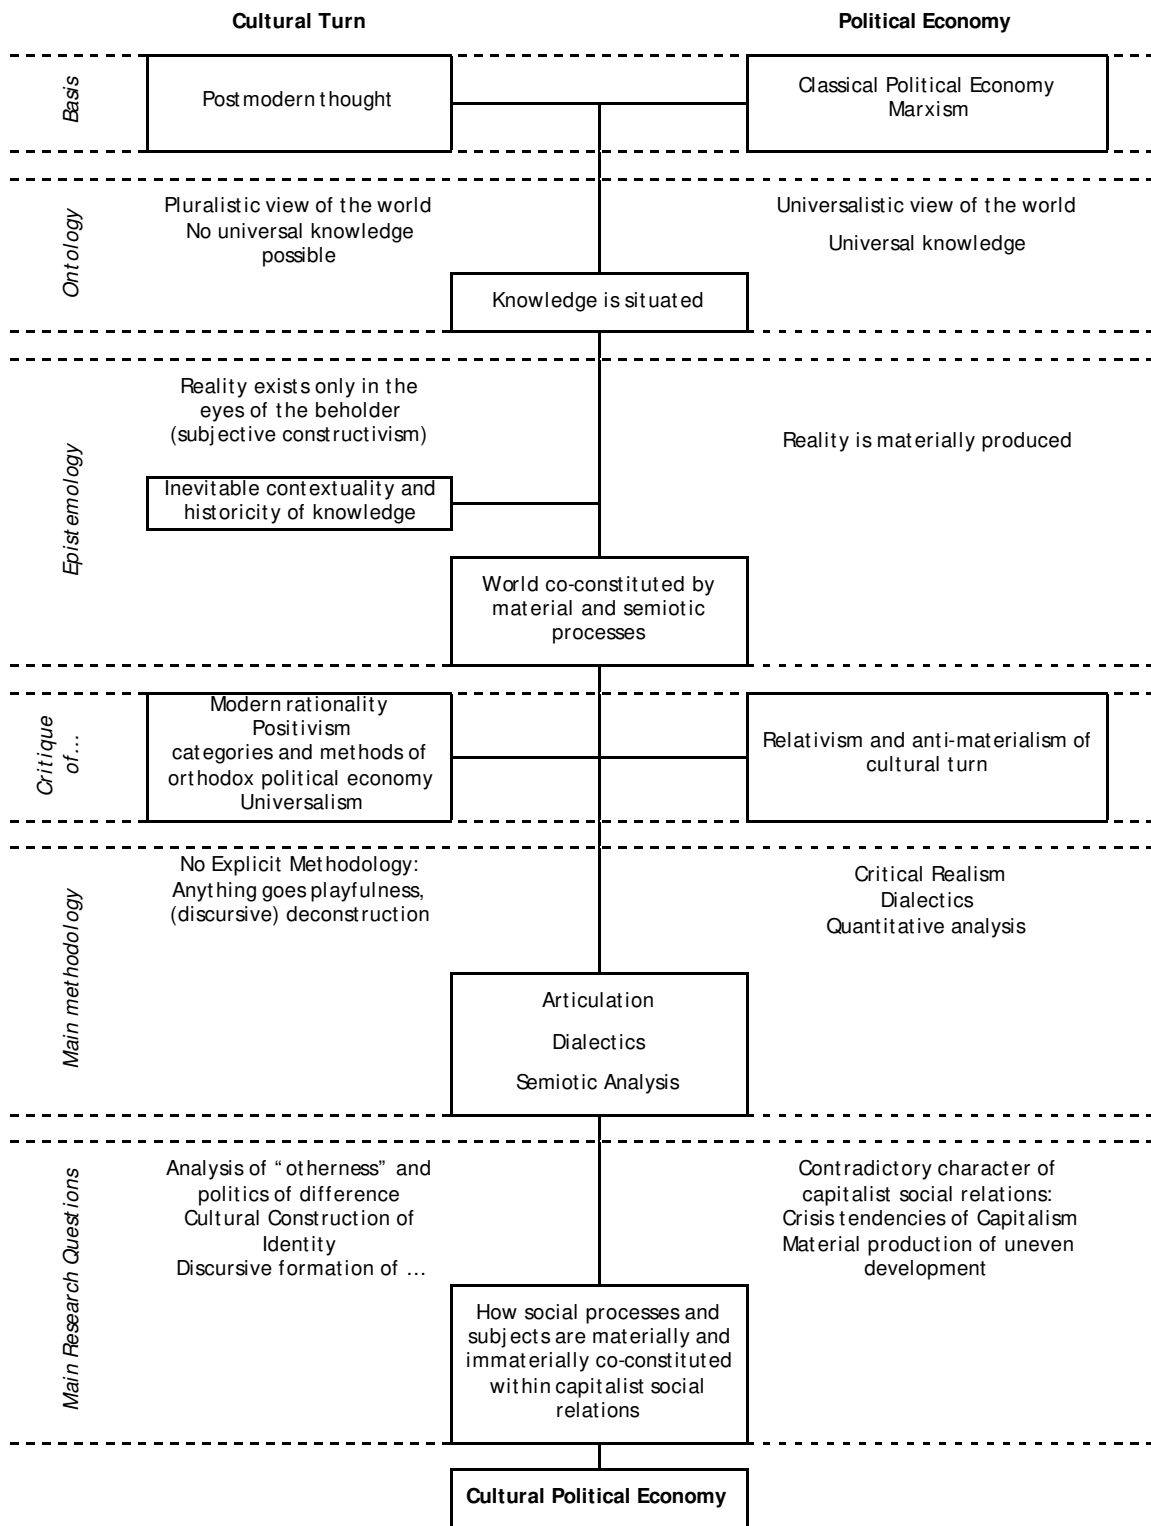 Cultural Turn
Political Economy
Basis
Postmodern thought
Classical Political Economy
Marxism
Ontology
Pluralistic view of the world
No universal knowledge
possible
Universalistic view of the world
Universal knowledge
Knowledge is situated
Epistemology
Reality exists only in the
eyes of the beholder
(subjective constructivism)
Reality is materially produced
Inevitable contextuality and
historicity of knowledge
World co-constituted by
material and semiotic
processes
Critique
of…
Modern rationality
Positivism
categories and methods of
orthodox political economy
Universalism
Relativism and anti-materialism of
cultural turn
Main methodology
No Explicit Methodology:
Anything goes playfulness,
(discursive) deconstruction
Critical Realism
Dialectics
Quantitative analysis
Articulation
Dialectics
Semiotic Analysis
Main Research Questions
Analysis of “otherness” and
politics of difference
Cultural Construction of
Identity
Discursive formation of …
Contradictory character of
capitalist social relations:
Crisis tendencies of Capitalism
Material production of uneven
development
How social processes and
subjects are materially and
immaterially co-constituted
within capitalist social
relations
Cultural Political Economy